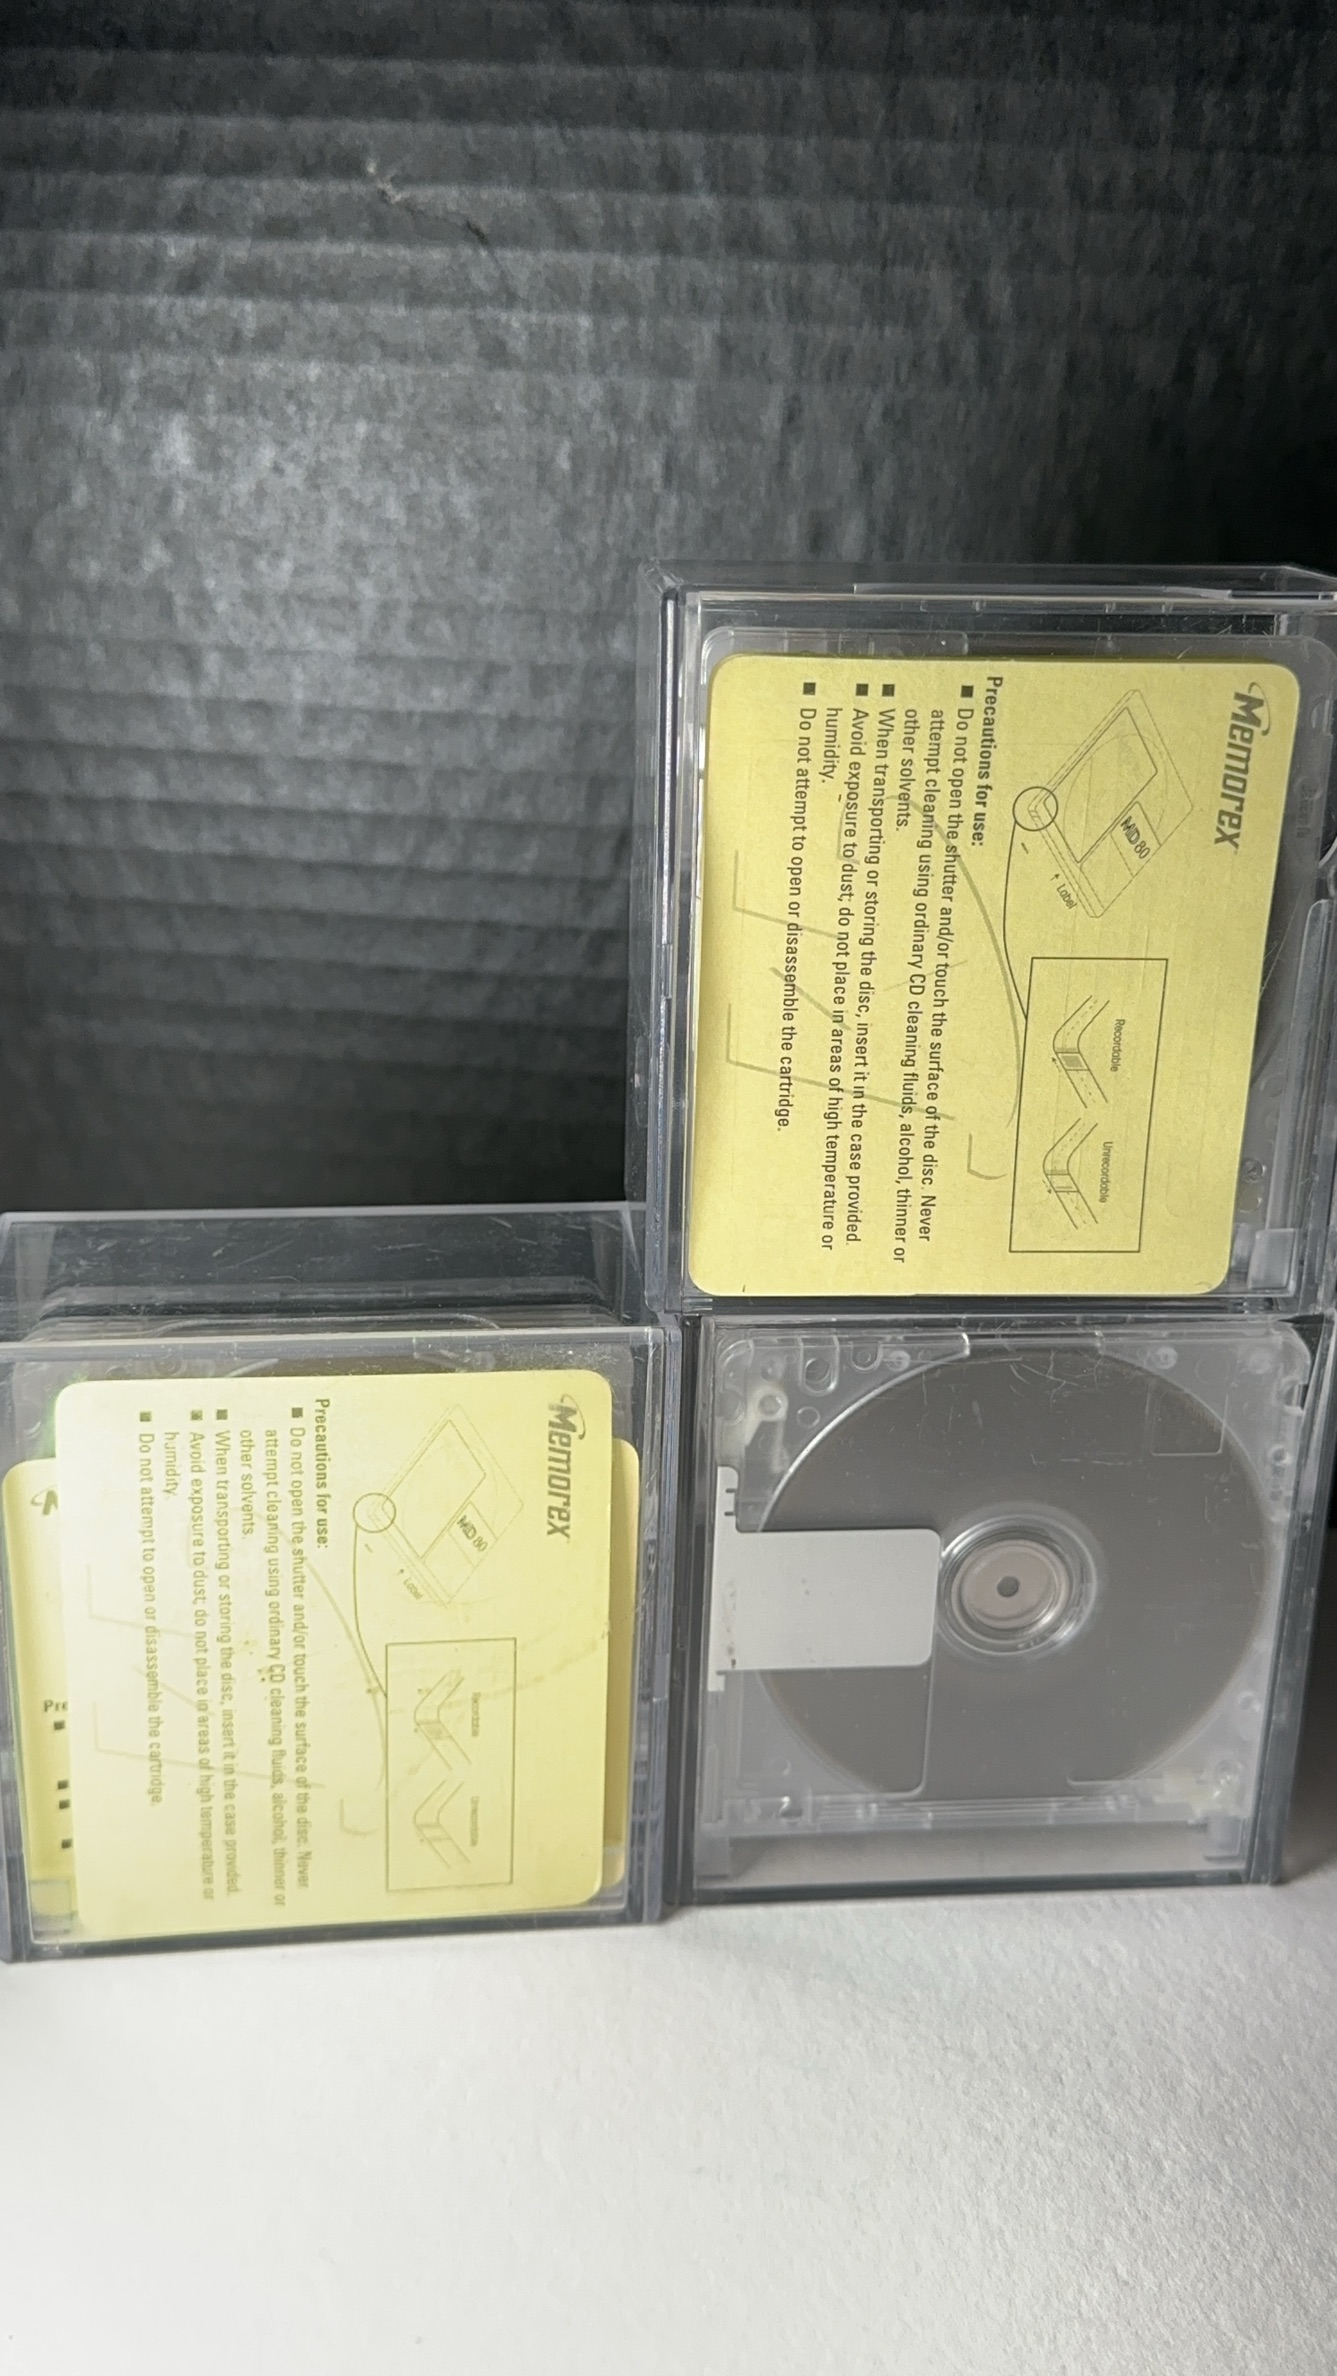 Memorex
MD 80
Label
Recordable
Unrecordable
Precautions for use:
■ Do not open the shutter and/or touch the surface of the disc. Never
attempt cleaning using ordinary CD cleaning fluids, alcohol, thinner or
other solvents.
■ When transporting or storing the disc, insert it in the case provided.
■ Avoid exposure to dust; do not place in areas of high temperature or
humidity.
■ Do not attempt to open or disassemble the cartridge.
Memorex
MD 80
Label
Recordable
Unrecordable
Precautions for use:
■ Do not open the shutter and/or touch the surface of the disc. Never
attempt cleaning using ordinary CD cleaning fluids, alcohol, thinner or
other solvents.
■ When transporting or storing the disc, insert it in the case provided.
■ Avoid exposure to dust; do not place in areas of high temperature or
humidity.
■ Do not attempt to open or disassemble the cartridge.